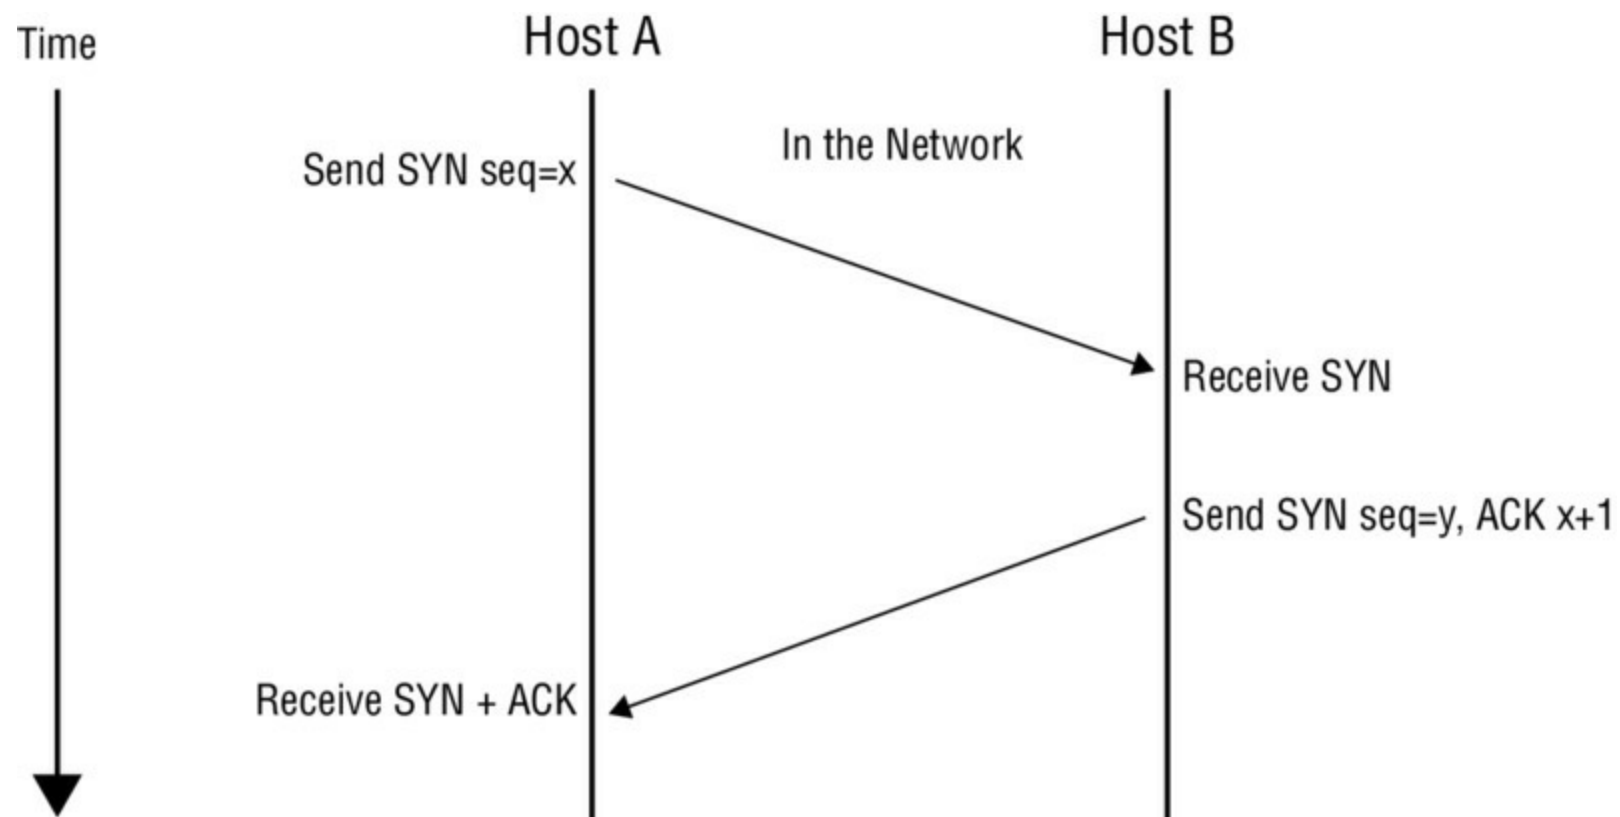 Time
Host A
Host B
In the Network
Send SYN seq=x
Receive SYN
Send SYN seq=y, ACK x+1
Receive SYN + ACK